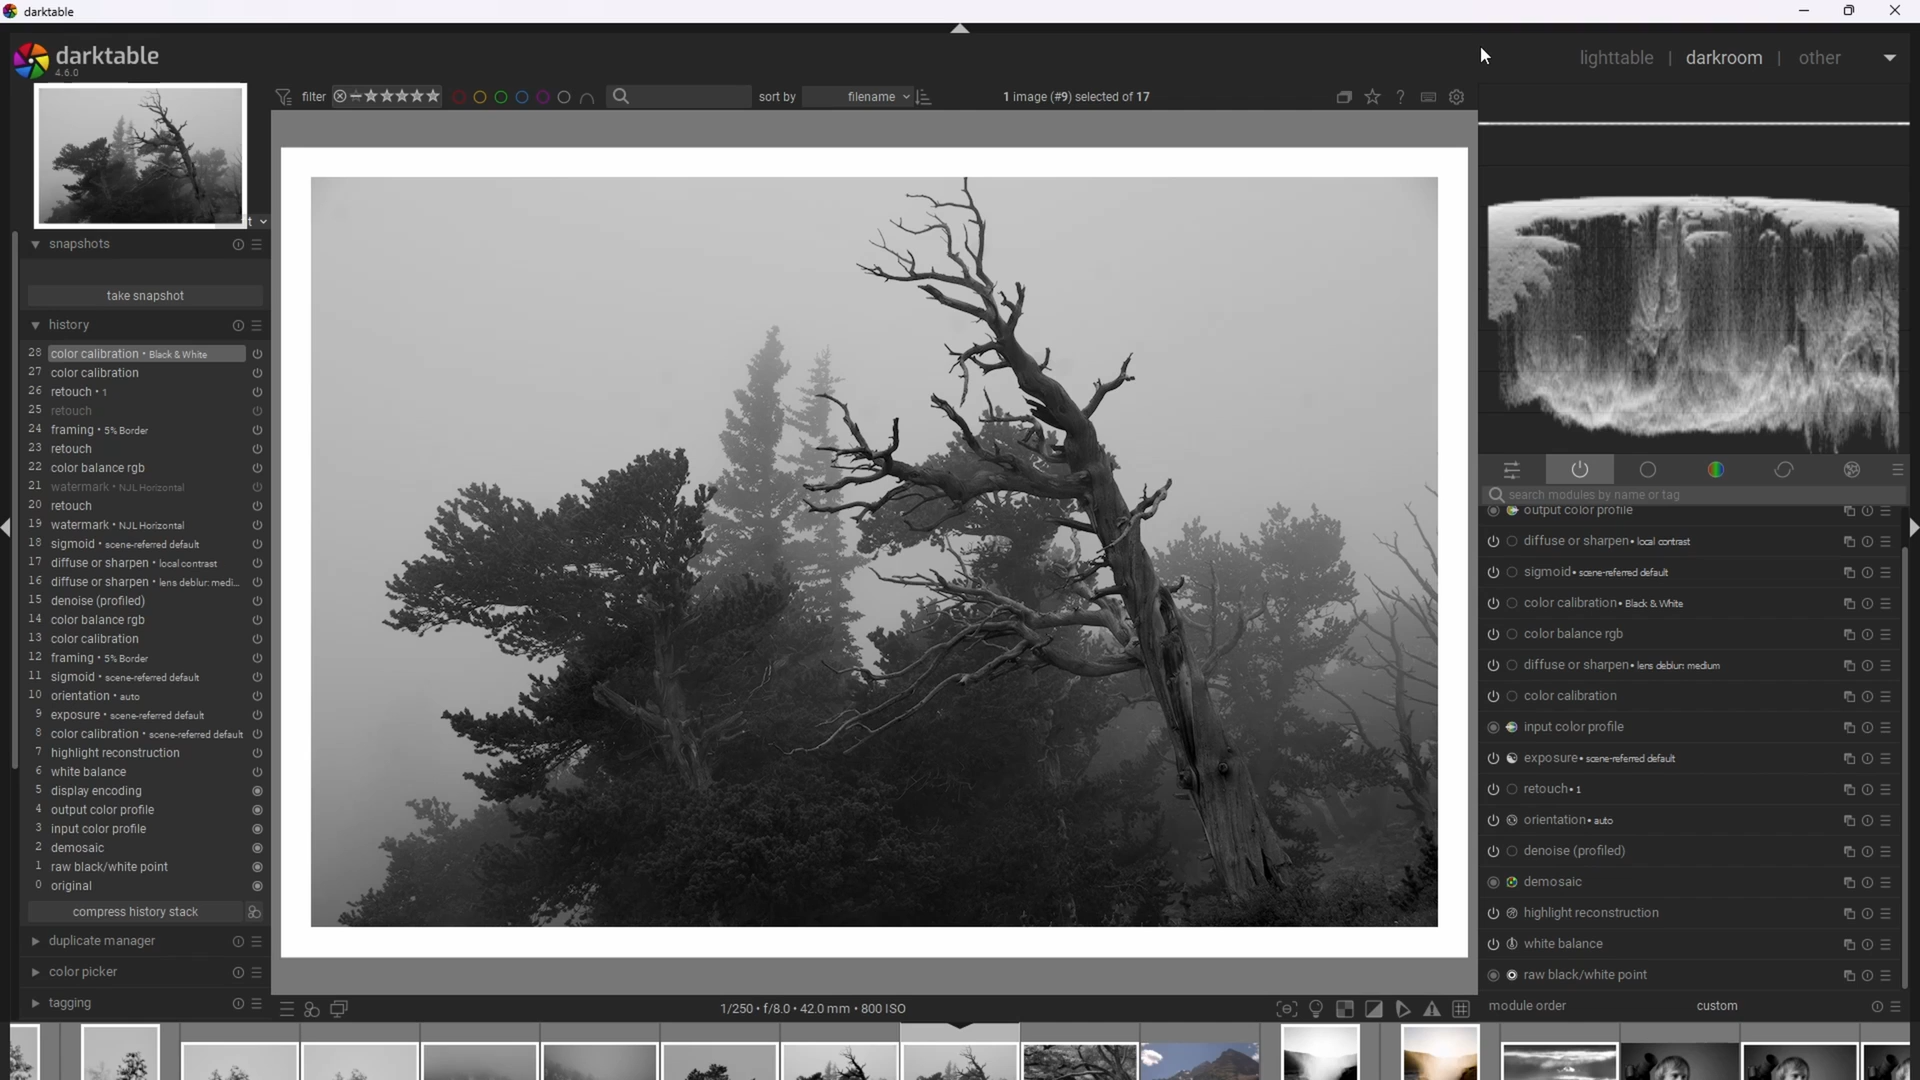 darktable
darktable
4.6.0
lighttable | darkroom | other
filter
sort by filename
1 image (#9) selected of 17
snapshots
take snapshot
history
28 color calibration • Black & White
27 color calibration
26 retouch • 1
25 retouch
24 framing • 5% Border
23 retouch
22 color balance rgb
21 watermark • NJL Horizontal
20 retouch
19 watermark • NJL Horizontal
18 sigmoid • scene-referred default
17 diffuse or sharpen • local contrast
16 diffuse or sharpen • lens deblur: medi...
15 denoise (profiled)
14 color balance rgb
13 color calibration
12 framing • 5% Border
11 sigmoid • scene-referred default
10 orientation • auto
9 exposure • scene-referred default
8 color calibration • scene-referred default
7 highlight reconstruction
6 white balance
5 display encoding
4 output color profile
3 input color profile
2 demosaic
1 raw black/white point
0 original
compress history stack
duplicate manager
color picker
tagging
1/250 • f/8.0 • 42.0 mm • 800 ISO
search modules by name or tag
output color profile
diffuse or sharpen • local contrast
sigmoid • scene-referred default
color calibration • Black & White
color balance rgb
diffuse or sharpen • lens deblur: medium
color calibration
input color profile
exposure • scene-referred default
retouch • 1
orientation • auto
denoise (profiled)
demosaic
highlight reconstruction
white balance
raw black/white point
module order custom